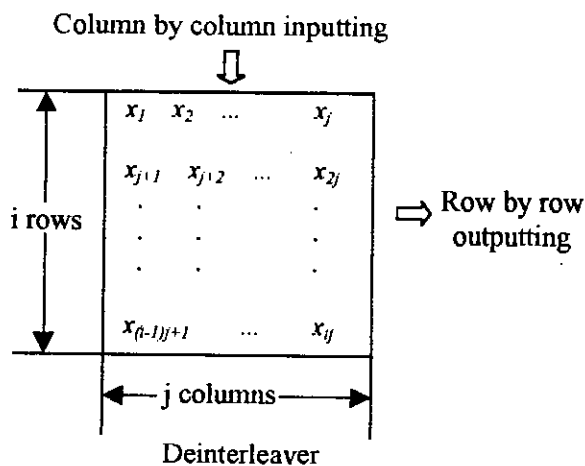 Column by column inputting
x1 x2 ... xj
xj+1 xj+2 ... x2j
. . .
i rows
. . .
Row by row
outputting
. . .
x(i-1)j+1 ... xij
j columns
Deinterleaver